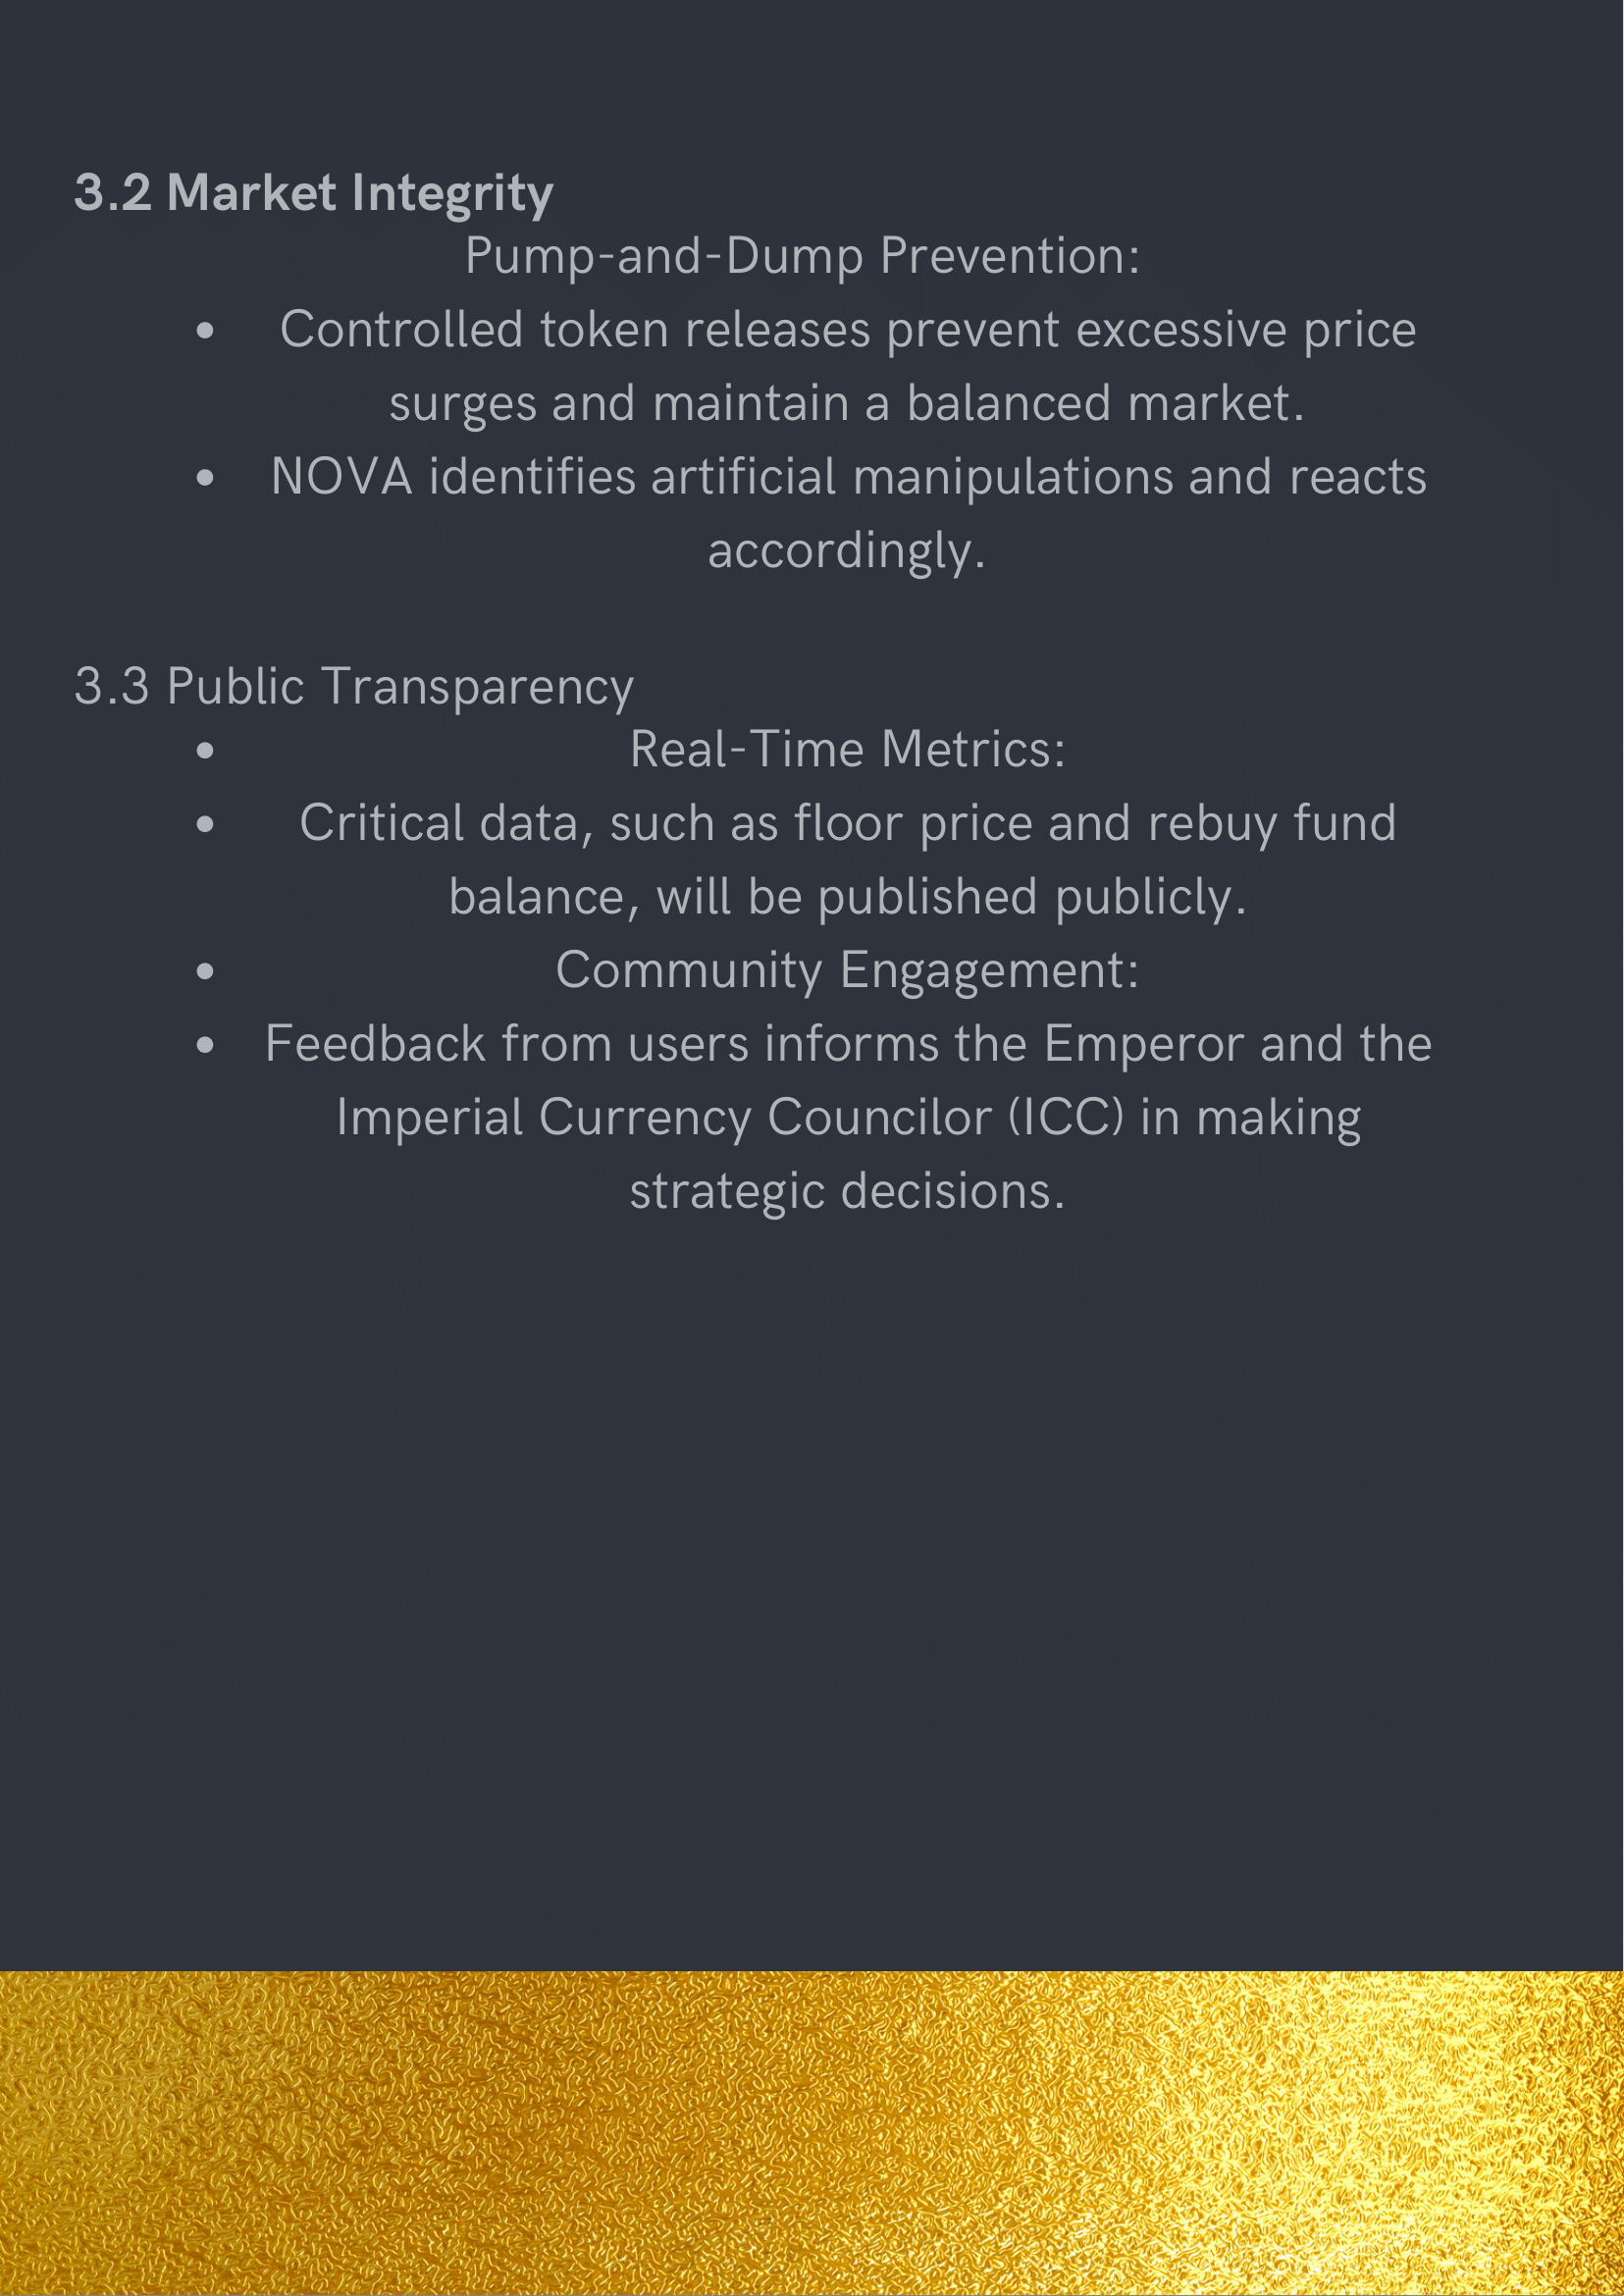 3.2 Market Integrity
Pump-and-Dump Prevention:
• Controlled token releases prevent excessive price
surges and maintain a balanced market.
• NOVA identifies artificial manipulations and reacts
accordingly.
3.3 Public Transparency
• Real-Time Metrics:
• Critical data, such as floor price and rebuy fund
balance, will be published publicly.
• Community Engagement:
• Feedback from users informs the Emperor and the
Imperial Currency Councilor (ICC) in making
strategic decisions.